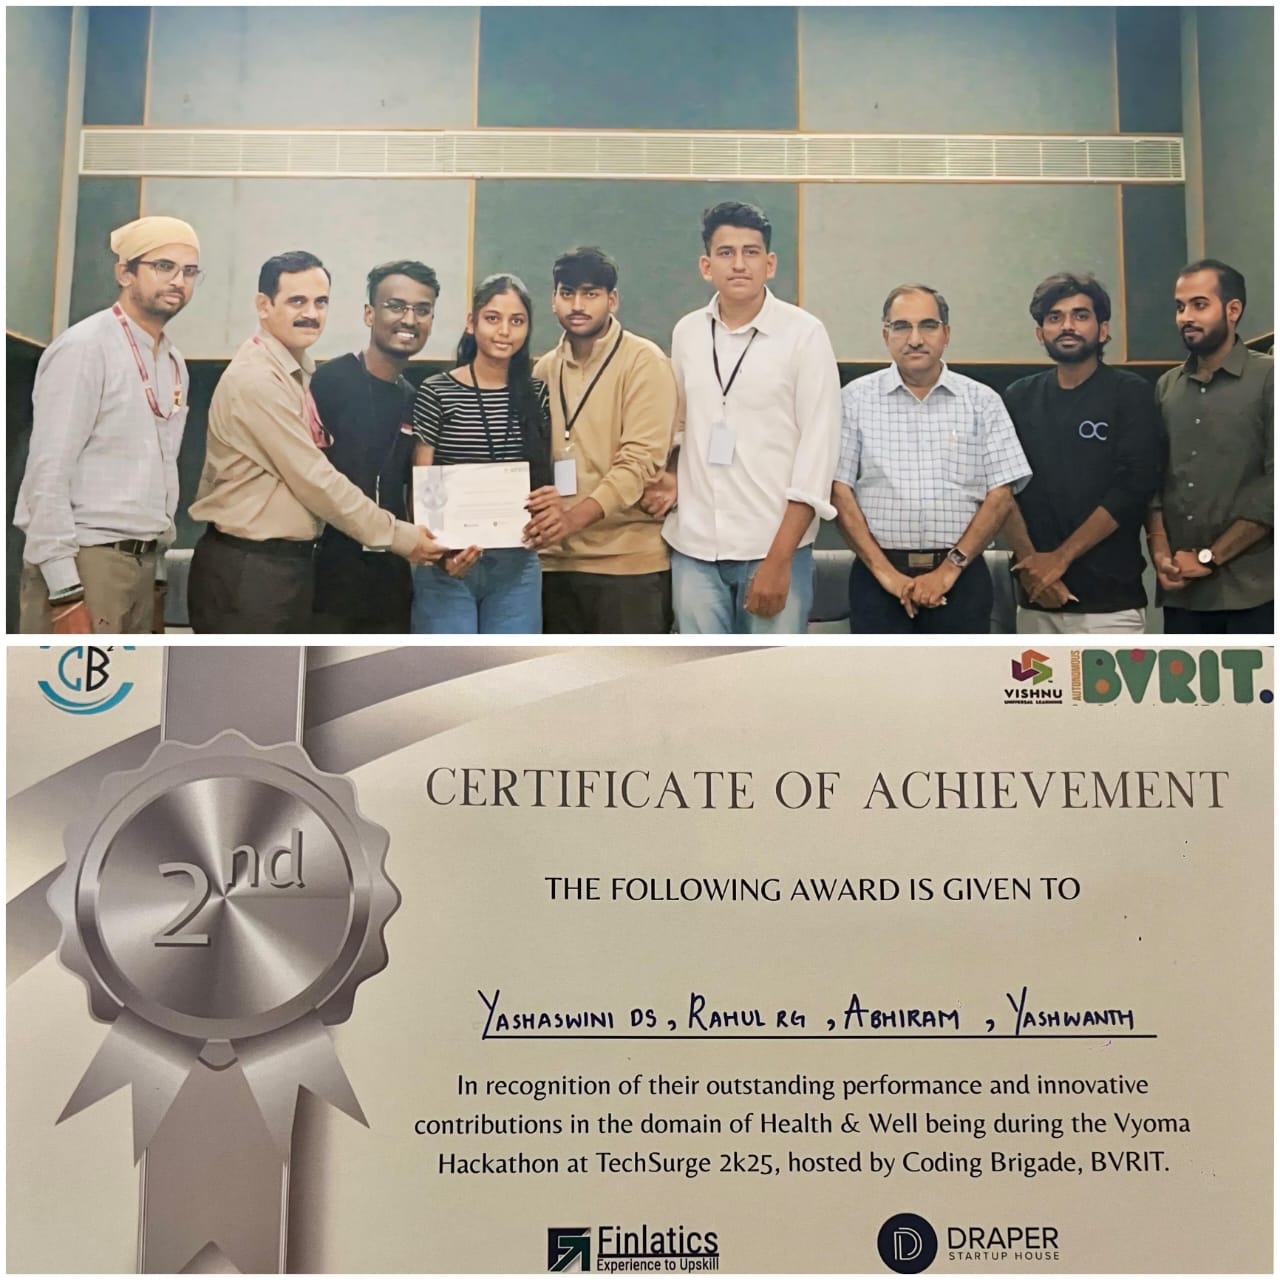 OC
CB²
VISHNU
UNIVERSAL LEARNING
AUTONOMOUS
BVRIT.
2nd
CERTIFICATE OF ACHIEVEMENT
THE FOLLOWING AWARD IS GIVEN TO
YASHASWINI DS, RAHUL RG, ABHIRAM, YASHWANTH
In recognition of their outstanding performance and innovative
contributions in the domain of Health & Well being during the Vyoma
Hackathon at TechSurge 2k25, hosted by Coding Brigade, BVRIT.
Finlatics
Experience to Upskill
D
DRAPER
STARTUP HOUSE